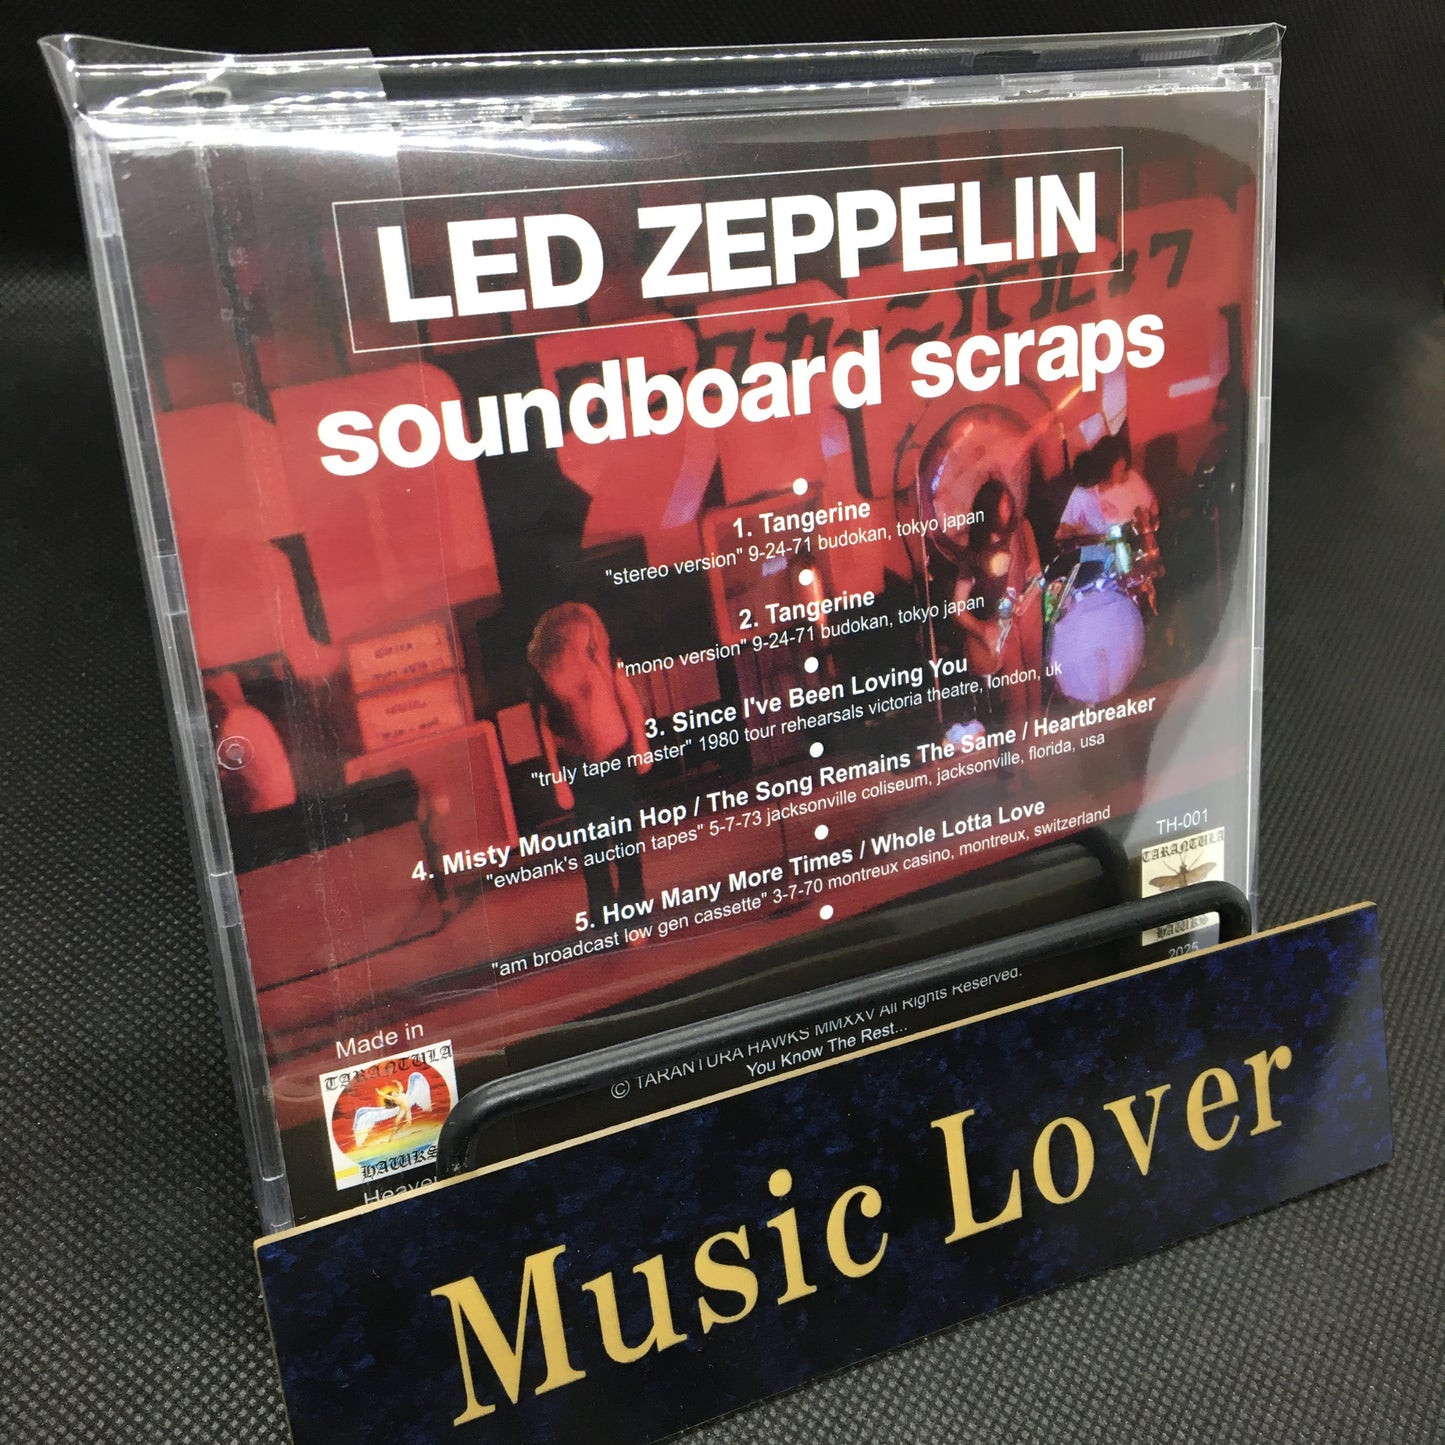 LED ZEPPELIN
soundboard scraps
1. Tangerine
"stereo version" 9-24-71 budokan, tokyo japan
2. Tangerine
"mono version" 9-24-71 budokan, tokyo japan
3. Since I've Been Loving You
"truly tape master" 1980 tour rehearsals victoria theatre, london, uk
4. Misty Mountain Hop / The Song Remains The Same / Heartbreaker
"ewbank's auction tapes" 5-7-73 jacksonville coliseum, jacksonville, florida, usa
5. How Many More Times / Whole Lotta Love
"am broadcast low gen cassette" 3-7-70 montreux casino, montreux, switzerland
TH-001
TARANTULA
HAWKS
2025
Made in
TARANTULA
HAWKS
© TARANTURA HAWKS MMXXV All Rights Reserved.
You Know The Rest...
Music Lover